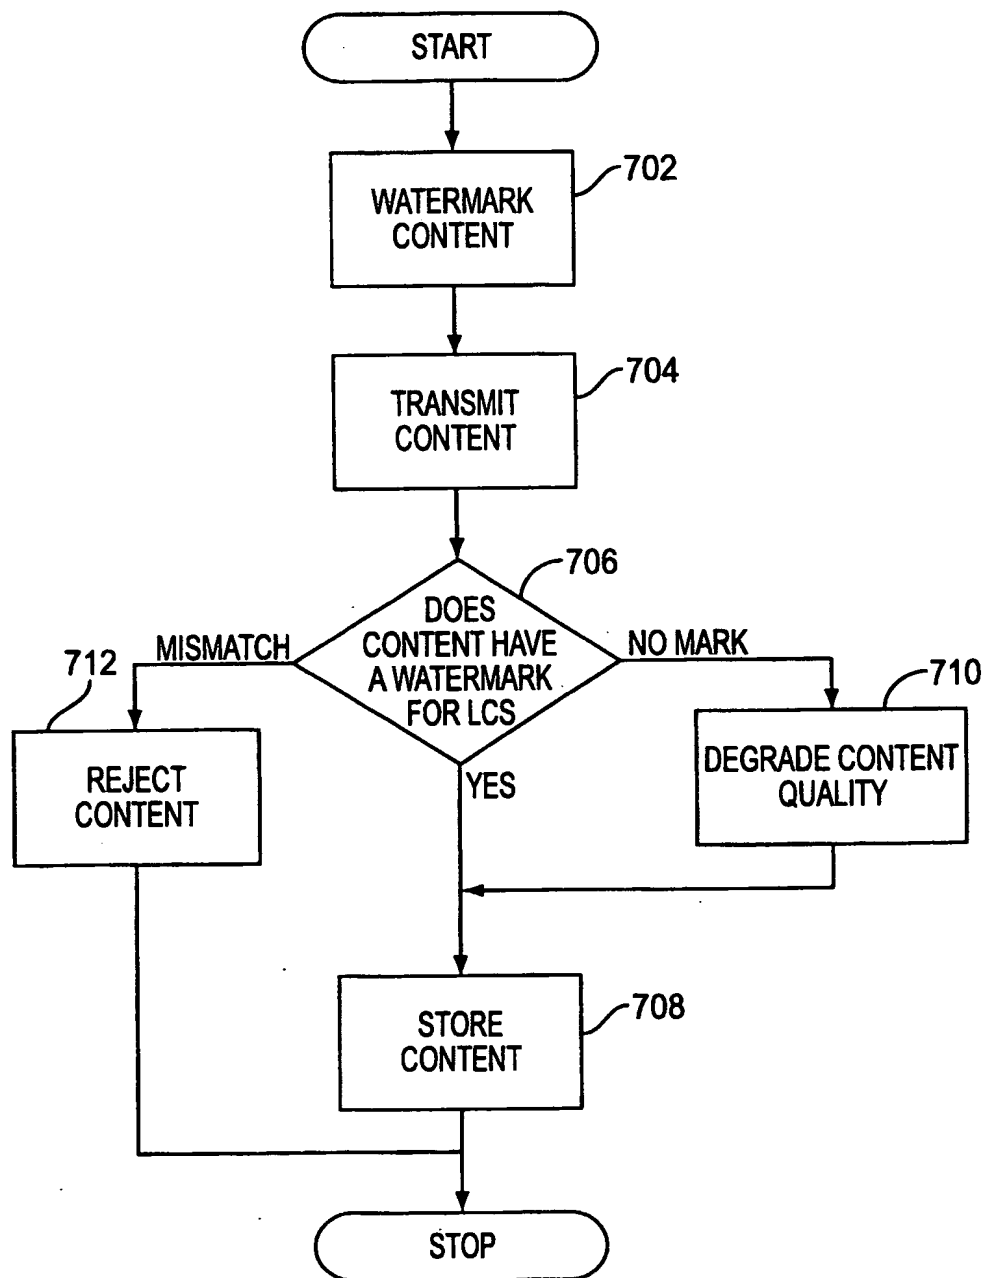 START
702
WATERMARK
CONTENT
704
TRANSMIT
CONTENT
706
DOES
CONTENT HAVE
A WATERMARK
FOR LCS
MISMATCH
NO MARK
712
710
REJECT
CONTENT
YES
DEGRADE CONTENT
QUALITY
708
STORE
CONTENT
STOP